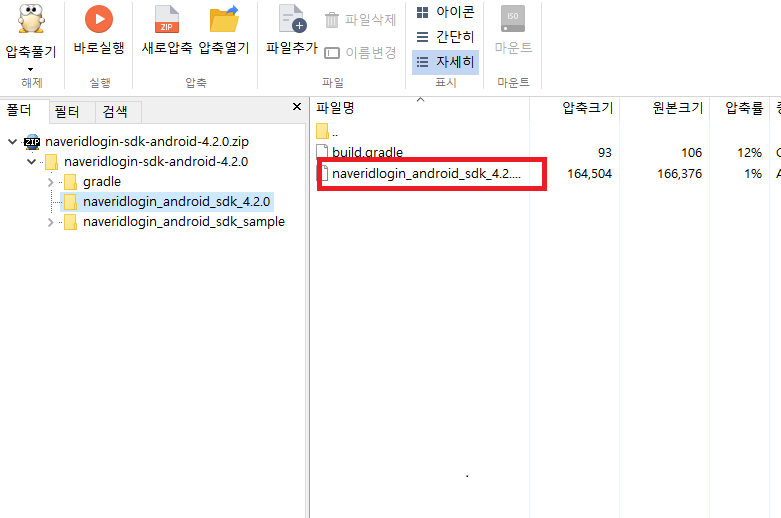 압축풀기
바로실행
새로압축
압축열기
파일추가
파일삭제
이름변경
아이콘
간단히
자세히
마운트
해제
실행
압축
파일
표시
마운트
ZIP
ISO
폴더
필터
검색
naveridlogin-sdk-android-4.2.0.zip
naveridlogin-sdk-android-4.2.0
gradle
naveridlogin_android_sdk_4.2.0
naveridlogin_android_sdk_sample
파일명 압축크기 원본크기 압축률
..
build.gradle 93 106 12%
naveridlogin_android_sdk_4.2.... 164,504 166,376 1% A